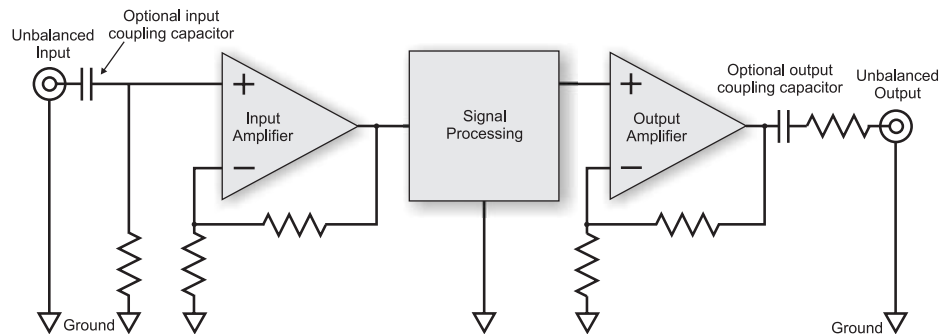 Optional input
coupling capacitor
Unbalanced
Input
+
Input
Amplifier
−
Signal
Processing
+
Output
Amplifier
−
Optional output
coupling capacitor
Unbalanced
Output
Ground
Ground